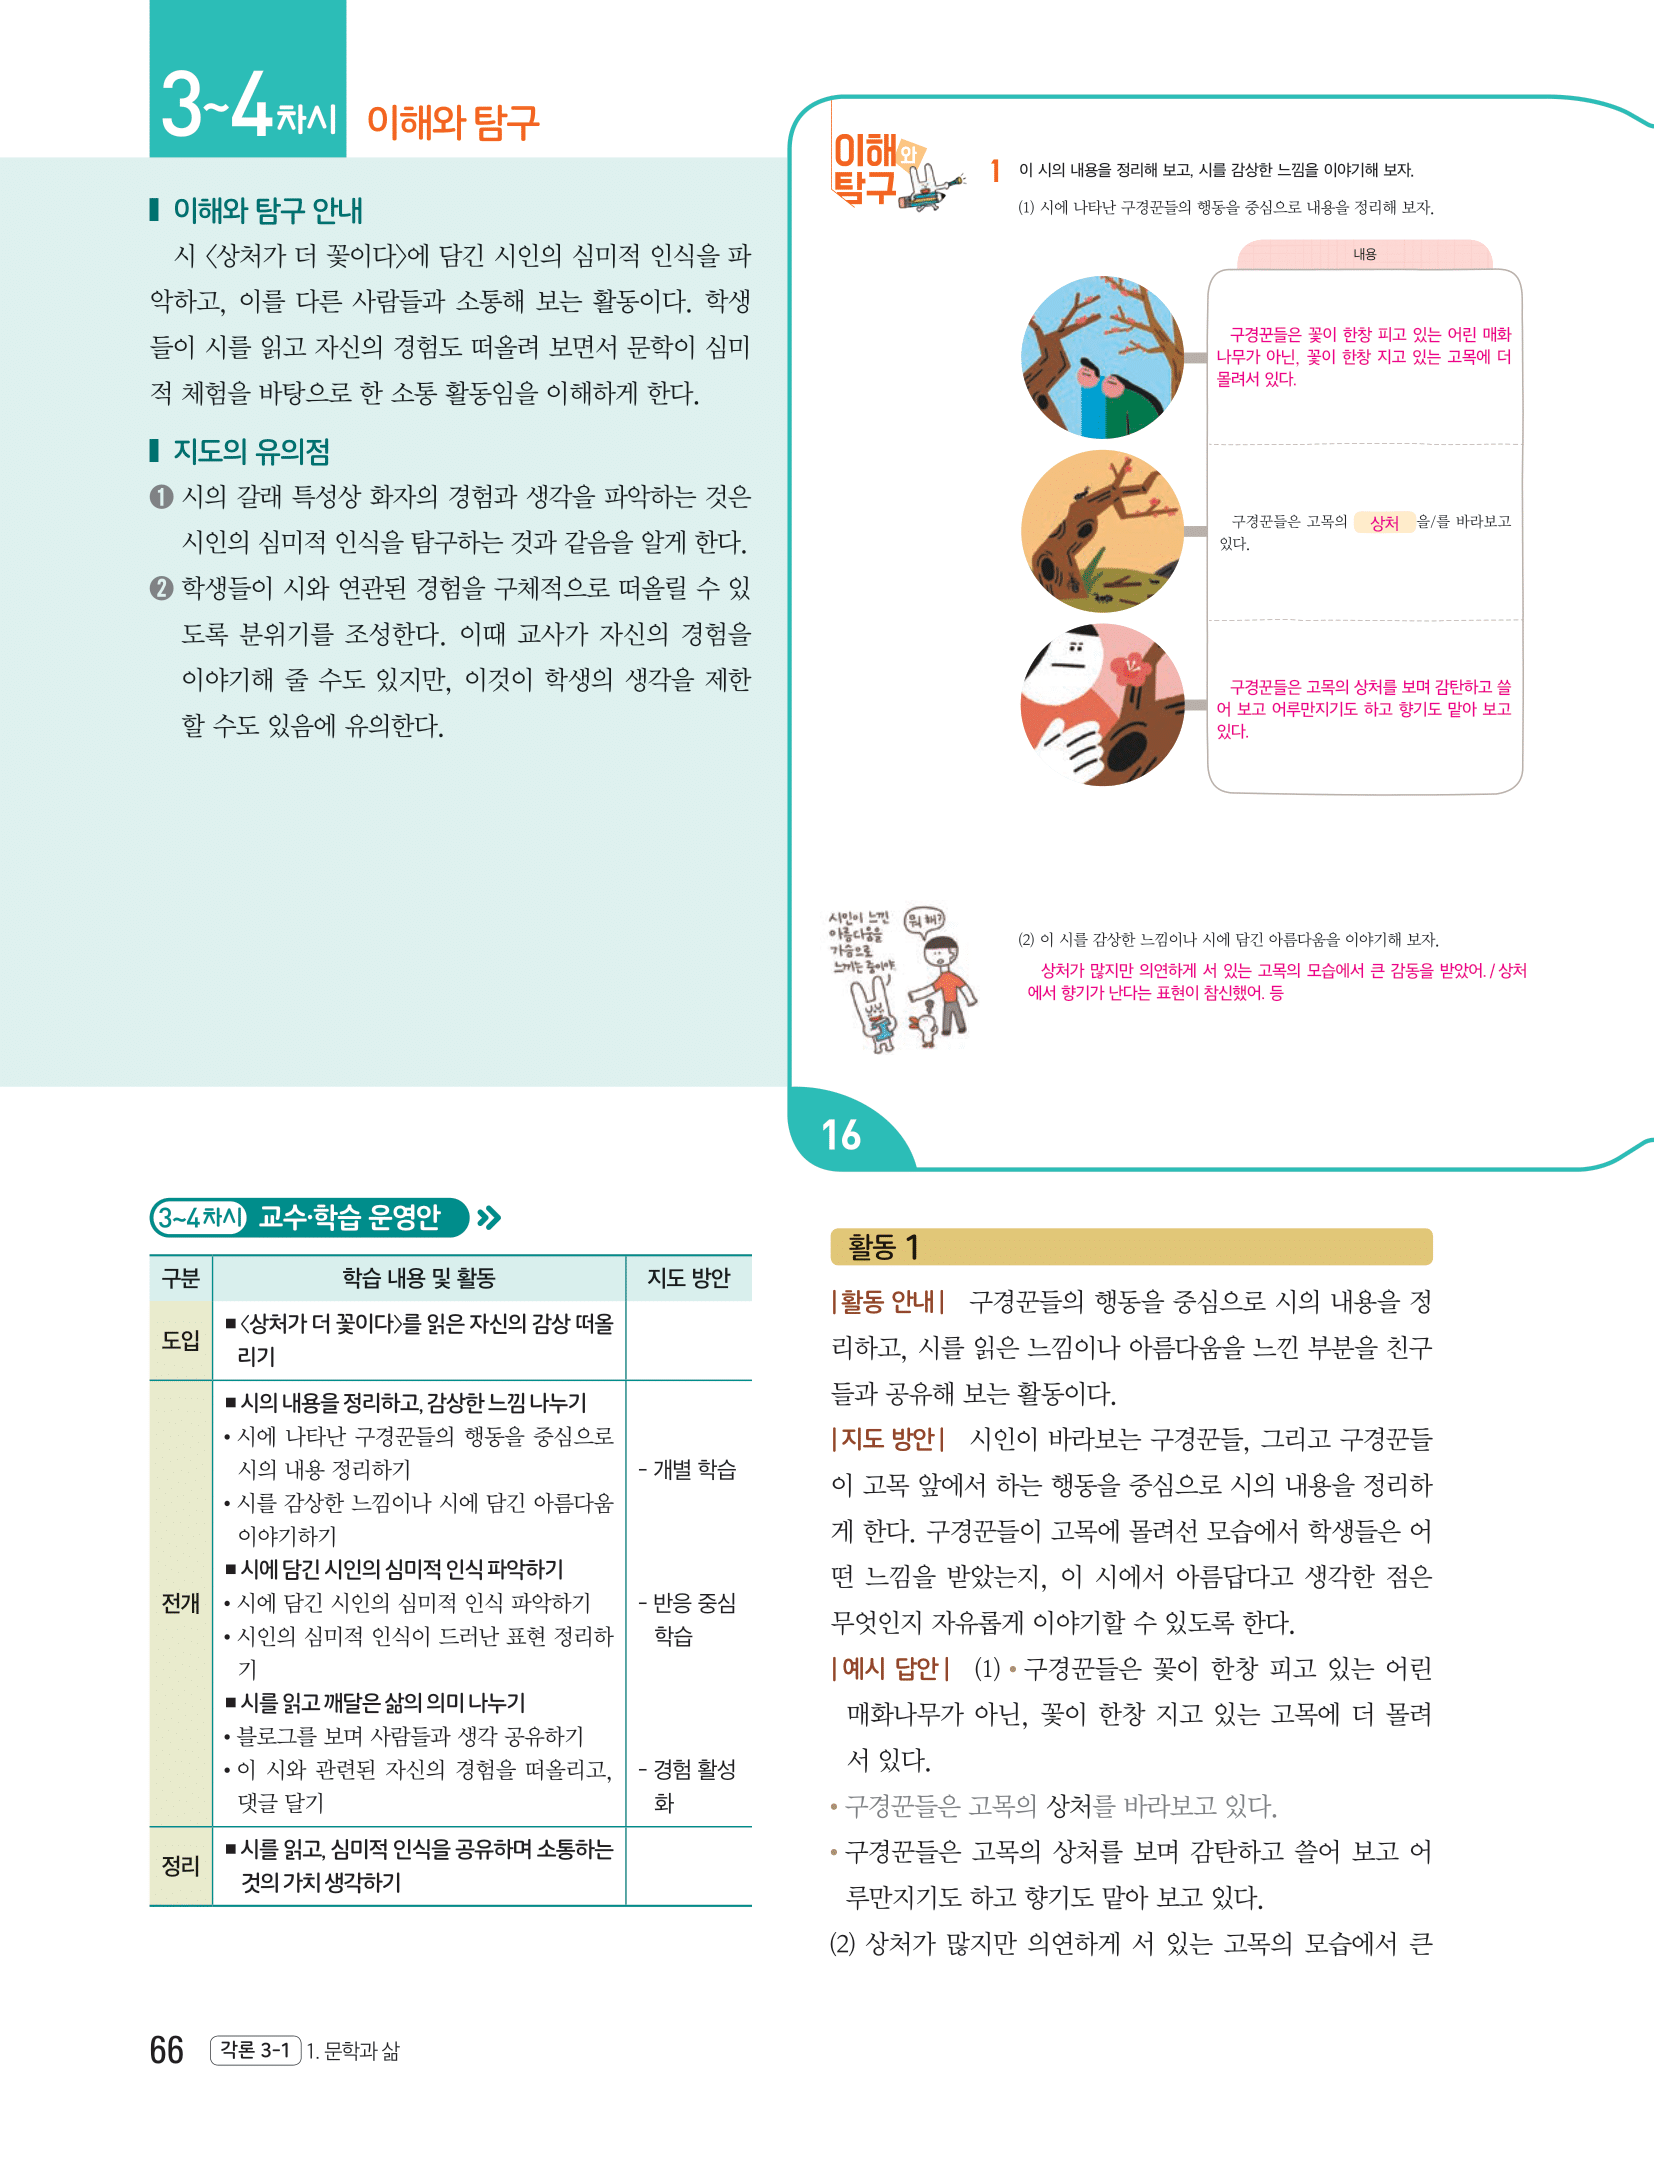 3~4차시
이해와 탐구
이해와 탐구 안내
시 〈상처가 더 꽃이다〉에 담긴 시인의 심미적 인식을 파
악하고, 이를 다른 사람들과 소통해 보는 활동이다. 학생
들이 시를 읽고 자신의 경험도 떠올려 보면서 문학이 심미
적 체험을 바탕으로 한 소통 활동임을 이해하게 한다.
지도의 유의점
❶ 시의 갈래 특성상 화자의 경험과 생각을 파악하는 것은
시인의 심미적 인식을 탐구하는 것과 같음을 알게 한다.
❷ 학생들이 시와 연관된 경험을 구체적으로 떠올릴 수 있
도록 분위기를 조성한다. 이때 교사가 자신의 경험을
이야기해 줄 수도 있지만, 이것이 학생의 생각을 제한
할 수도 있음에 유의한다.
이해와
탐구
1 이 시의 내용을 정리해 보고, 시를 감상한 느낌을 이야기해 보자.
(1) 시에 나타난 구경꾼들의 행동을 중심으로 내용을 정리해 보자.
내용
구경꾼들은 꽃이 한창 피고 있는 어린 매화
나무가 아닌, 꽃이 한창 지고 있는 고목에 더
몰려서 있다.
구경꾼들은 고목의 상처 을/를 바라보고
있다.
구경꾼들은 고목의 상처를 보며 감탄하고 쓸
어 보고 어루만지기도 하고 향기도 맡아 보고
있다.
시인이 느낀
아름다움을
가슴으로
느끼는 중이야.
뭐 해?
(2) 이 시를 감상한 느낌이나 시에 담긴 아름다움을 이야기해 보자.
상처가 많지만 의연하게 서 있는 고목의 모습에서 큰 감동을 받았어. / 상처
에서 향기가 난다는 표현이 참신했어. 등
16
3~4차시 교수·학습 운영안
구분 학습 내용 및 활동 지도 방안
도입
■ 〈상처가 더 꽃이다〉를 읽은 자신의 감상 떠올
리기
전개
■ 시의 내용을 정리하고, 감상한 느낌 나누기
• 시에 나타난 구경꾼들의 행동을 중심으로
시의 내용 정리하기
- 개별 학습
• 시를 감상한 느낌이나 시에 담긴 아름다움
이야기하기
■ 시에 담긴 시인의 심미적 인식 파악하기
• 시에 담긴 시인의 심미적 인식 파악하기
• 시인의 심미적 인식이 드러난 표현 정리하
기
- 반응 중심
학습
■ 시를 읽고 깨달은 삶의 의미 나누기
• 블로그를 보며 사람들과 생각 공유하기
• 이 시와 관련된 자신의 경험을 떠올리고,
댓글 달기
- 경험 활성
화
정리
■ 시를 읽고, 심미적 인식을 공유하며 소통하는
것의 가치 생각하기
활동 1
|활동 안내| 구경꾼들의 행동을 중심으로 시의 내용을 정
리하고, 시를 읽은 느낌이나 아름다움을 느낀 부분을 친구
들과 공유해 보는 활동이다.
|지도 방안| 시인이 바라보는 구경꾼들, 그리고 구경꾼들
이 고목 앞에서 하는 행동을 중심으로 시의 내용을 정리하
게 한다. 구경꾼들이 고목에 몰려선 모습에서 학생들은 어
떤 느낌을 받았는지, 이 시에서 아름답다고 생각한 점은
무엇인지 자유롭게 이야기할 수 있도록 한다.
|예시 답안| (1) • 구경꾼들은 꽃이 한창 피고 있는 어린
매화나무가 아닌, 꽃이 한창 지고 있는 고목에 더 몰려
서 있다.
• 구경꾼들은 고목의 상처를 바라보고 있다.
• 구경꾼들은 고목의 상처를 보며 감탄하고 쓸어 보고 어
루만지기도 하고 향기도 맡아 보고 있다.
(2) 상처가 많지만 의연하게 서 있는 고목의 모습에서 큰
66 각론 3-1 1. 문학과 삶